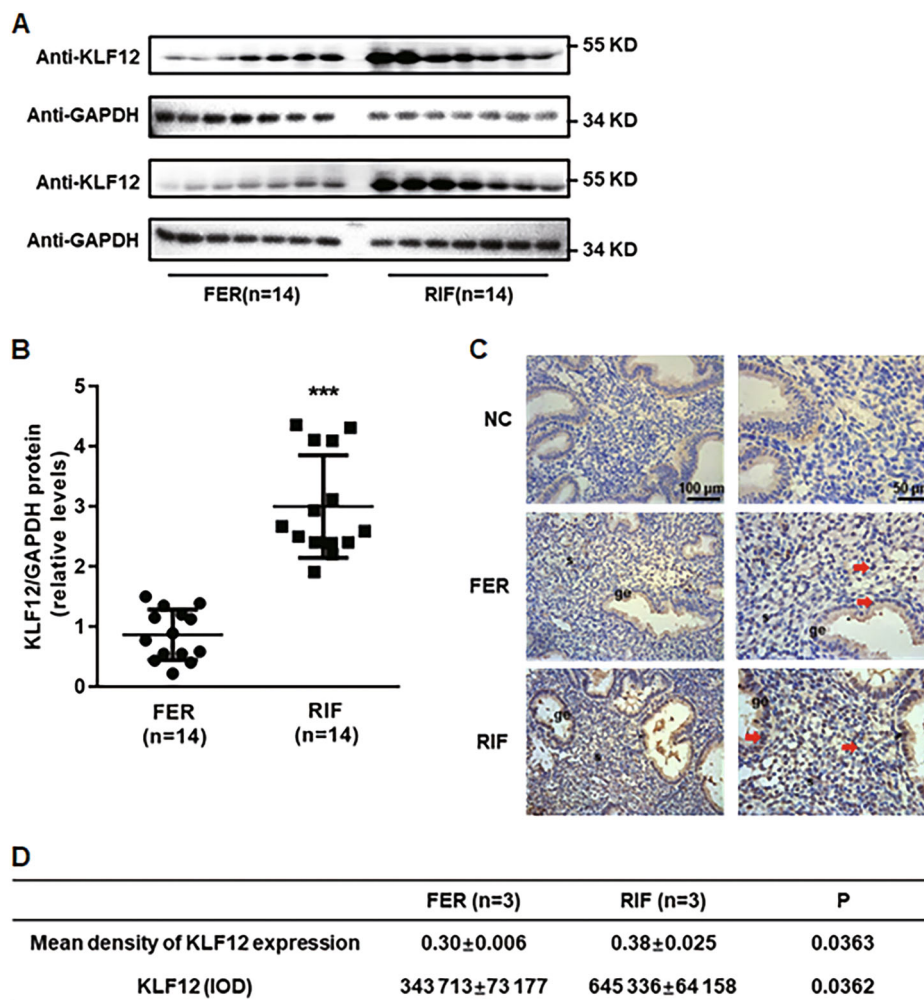 A
Anti-KLF12
55 KD
Anti-GAPDH
34 KD
Anti-KLF12
55 KD
Anti-GAPDH
34 KD
FER(n=14)
RIF(n=14)
B
KLF12/GAPDH protein
(relative levels)
5
4
3
2
1
0
***
FER
(n=14)
RIF
(n=14)
C
NC
100 μm
50 μm
FER
s
ge
s
ge
RIF
ge
s
ge
s
D
FER (n=3) RIF (n=3) P
Mean density of KLF12 expression 0.30±0.006 0.38±0.025 0.0363
KLF12 (IOD) 343 713±73 177 645 336±64 158 0.0362